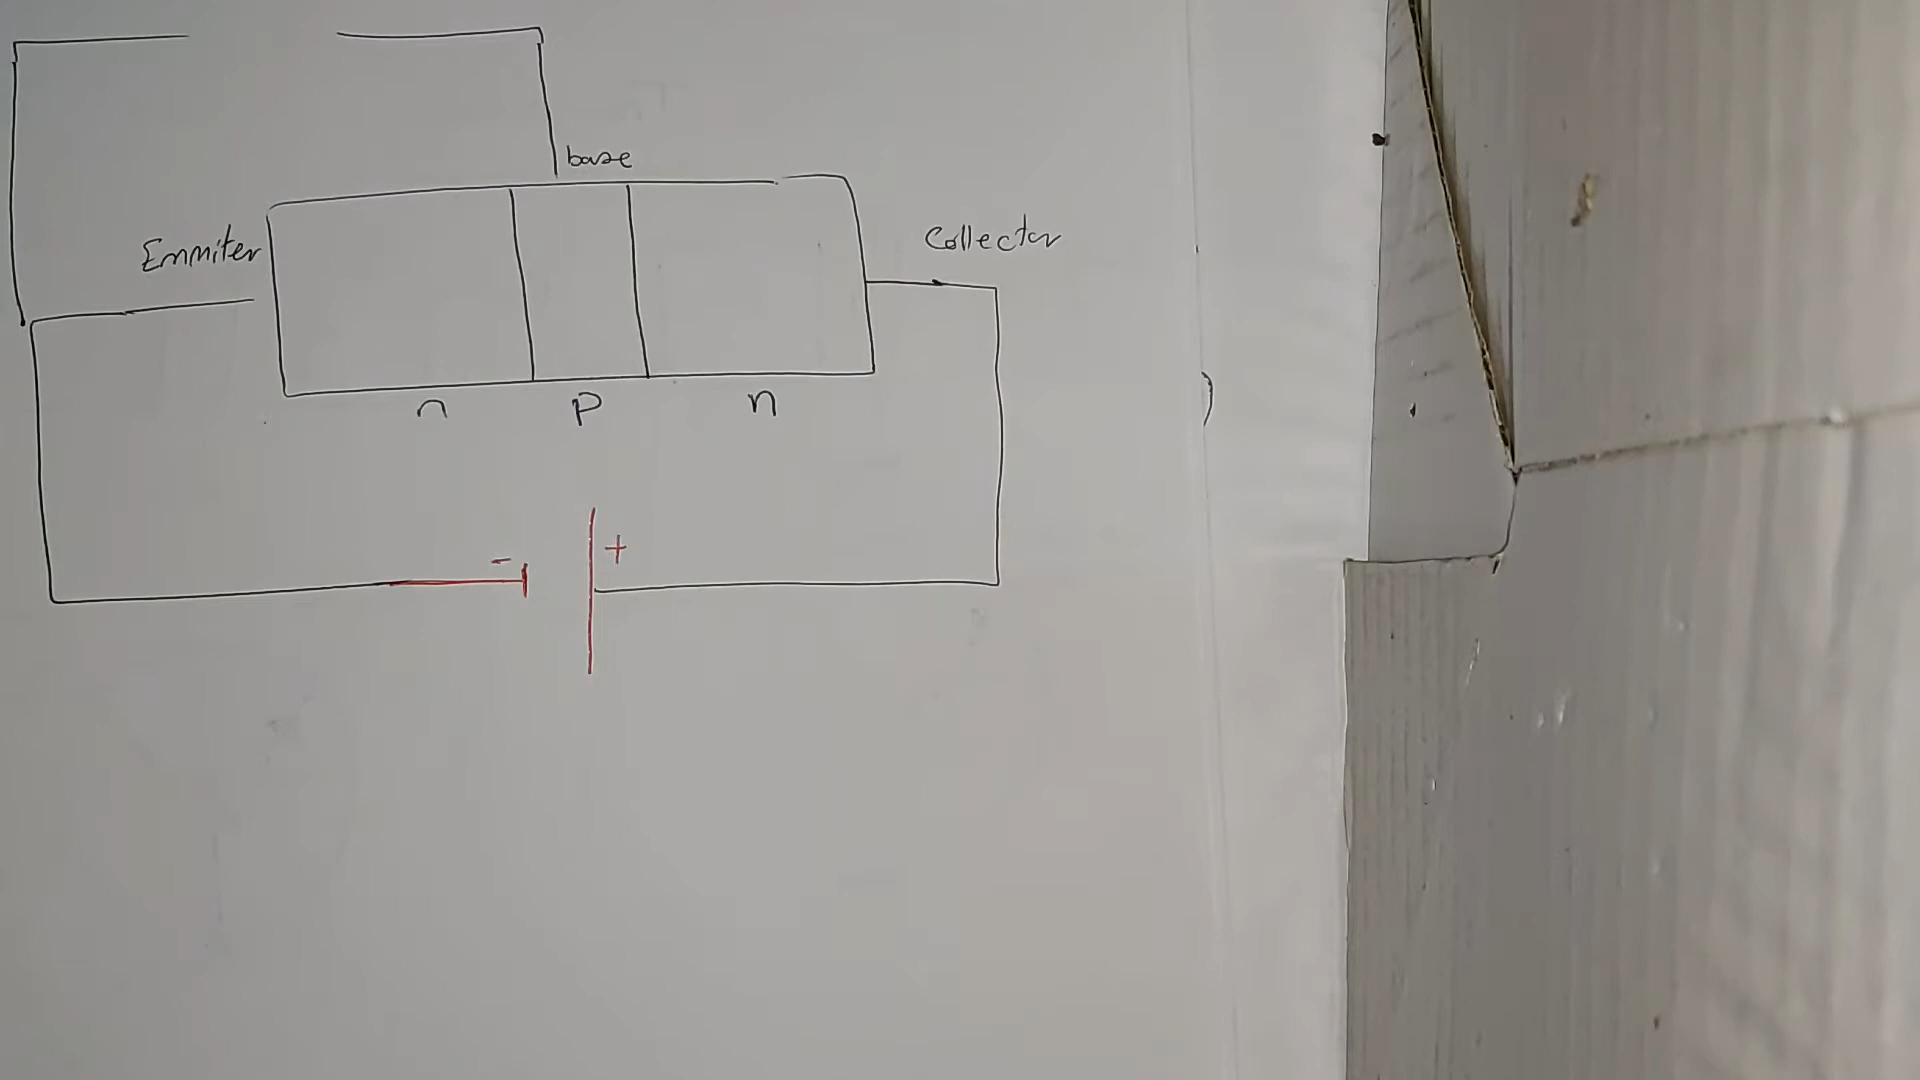 base
Emmiter
Collector
n p n
- +